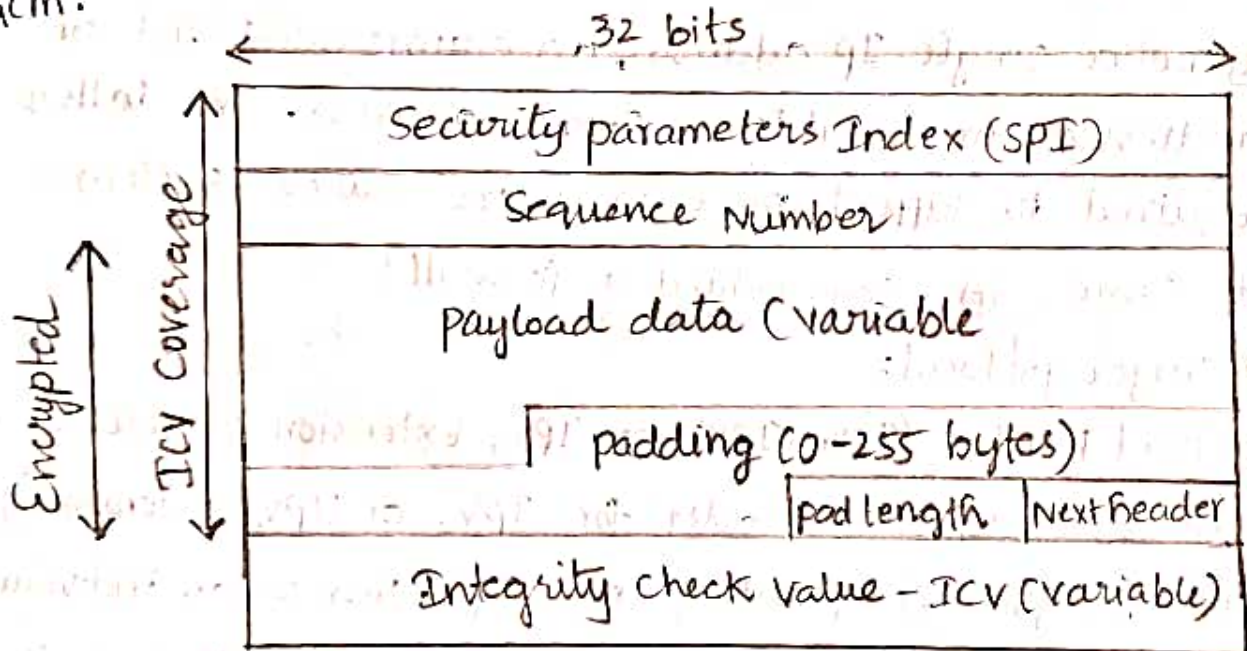 32 bits
Security parameters Index (SPI)
Sequence Number
payload data (variable
padding (0-255 bytes)
pad length Next header
Integrity check value - ICV (variable)
Encrypted
ICV coverage